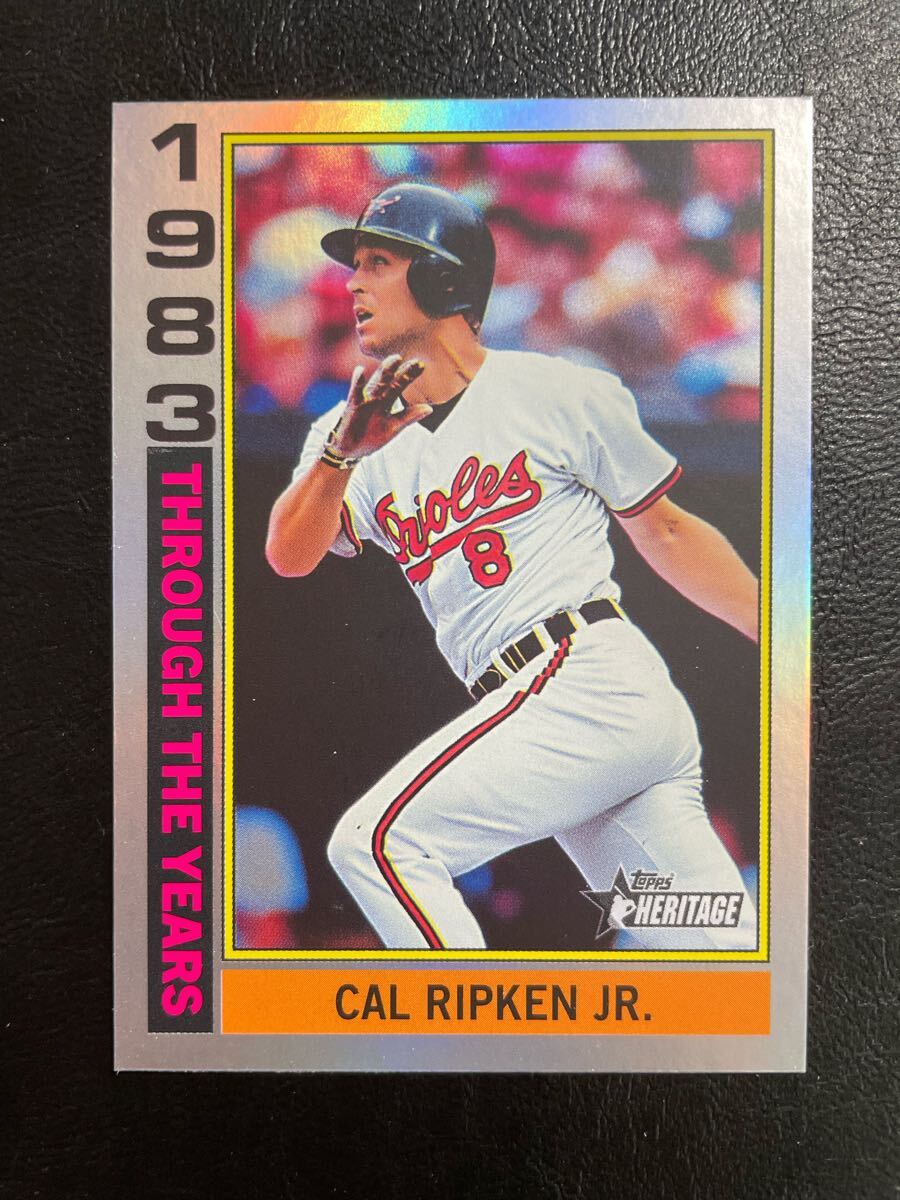 1983
THROUGH THE YEARS
Orioles
8
topps
HERITAGE
CAL RIPKEN JR.